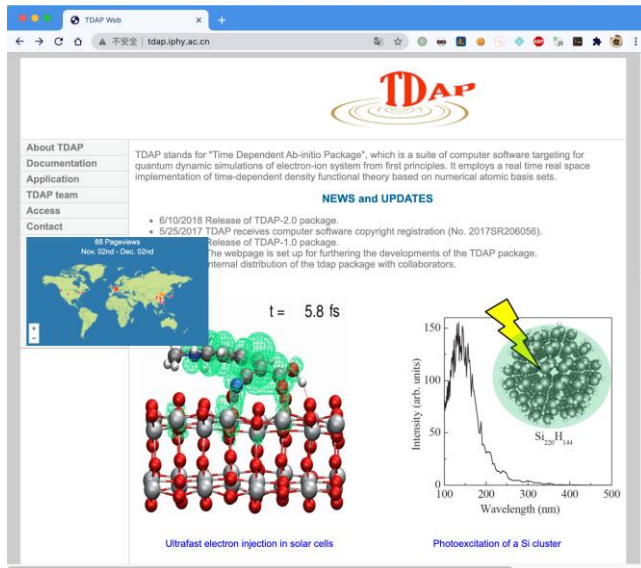 TDAP Web
不安全 | tdap.iphy.ac.cn
TDAP
About TDAP
Documentation
Application
TDAP team
Access
Contact
88 Pageviews
Nov. 02nd - Dec. 02nd
+
−
TDAP stands for "Time Dependent Ab-initio Package", which is a suite of computer software targeting for
quantum dynamic simulations of electron-ion system from first principles. It employs a real time real space
implementation of time-dependent density functional theory based on numerical atomic basis sets.
NEWS and UPDATES
6/10/2018 Release of TDAP-2.0 package.
5/25/2017 TDAP receives computer software copyright registration (No. 2017SR206056).
Release of TDAP-1.0 package.
The webpage is set up for furthering the developments of the TDAP package.
nternal distribution of the tdap package with collaborators.
t = 5.8 fs
Ultrafast electron injection in solar cells
Intensity (arb. units)
150
100
50
0
100 200 300 400 500
Wavelength (nm)
Si220H144
Photoexcitation of a Si cluster